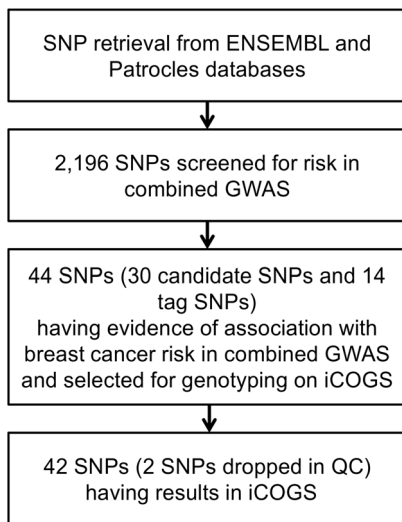 SNP retrieval from ENSEMBL and
Patrocles databases
2,196 SNPs screened for risk in
combined GWAS
44 SNPs (30 candidate SNPs and 14
tag SNPs)
having evidence of association with
breast cancer risk in combined GWAS
and selected for genotyping on iCOGS
42 SNPs (2 SNPs dropped in QC)
having results in iCOGS